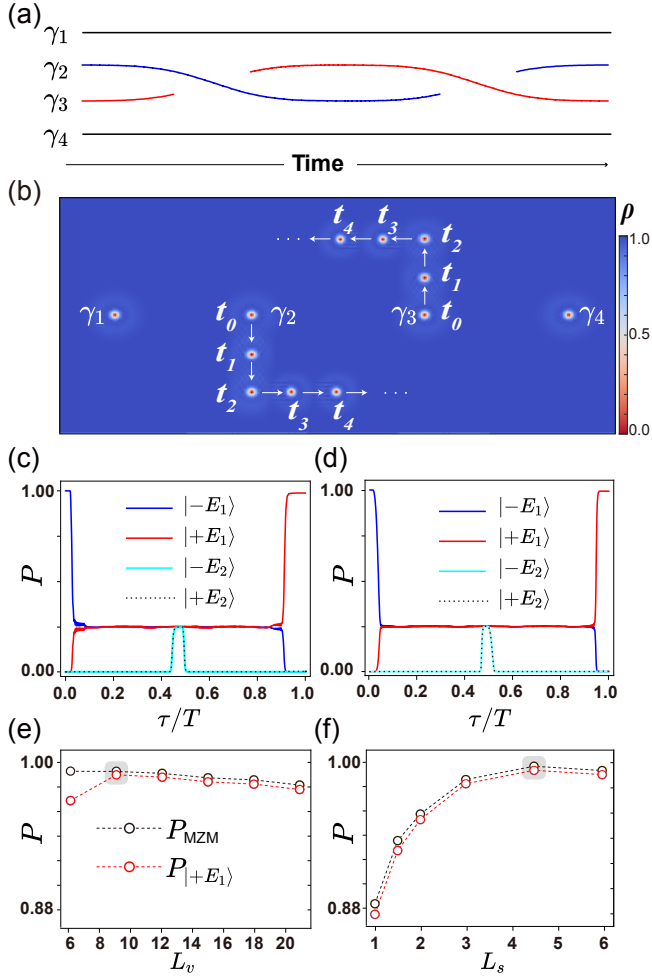 (a)
γ1
γ2
γ3
γ4
Time
(b)
ρ
t4 t3 t2
· · ·
t1
γ1 t0 γ2 γ3 t0 γ4
t1
t2 t3 t4 · · ·
1.0
0.5
0.0
(c)
1.00
0.00
P
|−E1⟩
|+E1⟩
|−E2⟩
|+E2⟩
0.0 0.2 0.4 0.6 0.8 1.0
τ/T
(d)
1.00
0.00
P
|−E1⟩
|+E1⟩
|−E2⟩
|+E2⟩
0.0 0.2 0.4 0.6 0.8 1.0
τ/T
(e)
1.00
0.88
P
PMZM
P|+E1⟩
6 8 10 12 14 16 18 20
Lv
(f)
1.00
0.88
P
1 2 3 4 5 6
Ls